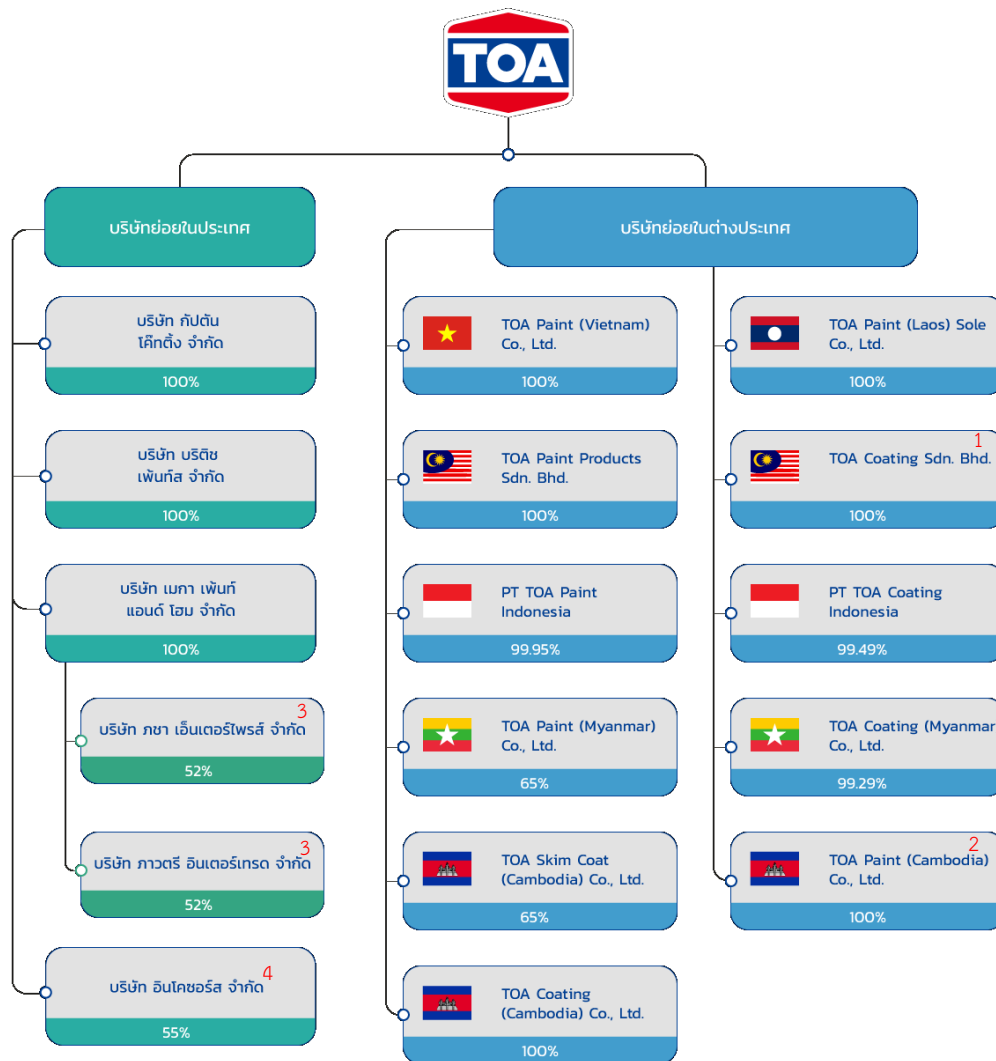 TOA
บริษัทย่อยในประเทศ
บริษัท กัปตัน
โค๊ทติ้ง จำกัด
100%
บริษัท บริติช
เพ้นท์ส จำกัด
100%
บริษัท เมกา เพ้นท์
แอนด์ โฮม จำกัด
100%
บริษัท ภชา เอ็นเตอร์ไพรส์ จำกัด 3
52%
บริษัท ภาวตรี อินเตอร์เทรด จำกัด 3
52%
บริษัท อินโคซอร์ส จำกัด 4
55%
บริษัทย่อยในต่างประเทศ
TOA Paint (Vietnam)
Co., Ltd.
100%
TOA Paint Products
Sdn. Bhd.
100%
PT TOA Paint
Indonesia
99.95%
TOA Paint (Myanmar)
Co., Ltd.
65%
TOA Skim Coat
(Cambodia) Co., Ltd.
65%
TOA Coating
(Cambodia) Co., Ltd.
100%
TOA Paint (Laos) Sole
Co., Ltd.
100%
TOA Coating Sdn. Bhd. 1
100%
PT TOA Coating
Indonesia
99.49%
TOA Coating (Myanmar
Co., Ltd.
99.29%
TOA Paint (Cambodia) 2
Co., Ltd.
100%